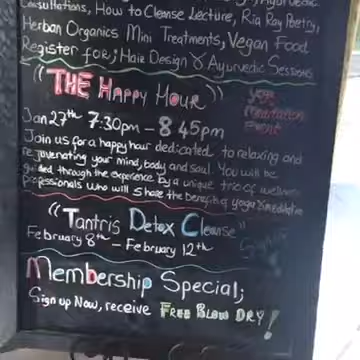 Consultations, How to Cleanse Lecture, Ria Ray Poetry,
Herban Organics Mini Treatments, Vegan Food
Register for; Hair Design & Ayurvedic Sessions
"THE Happy Hour"
yoga
meditation
event
Jan 27th 7:30pm – 8 45pm
Join us for a happy hour dedicated to relaxing and
rejuvenating your mind, body and soul. You will be
guided through the experience by a unique trio of wellness
professionals who will share the benefits of yoga & meditation
"Tantris Detox Cleanse"
February 8th – February 12th
Membership Special;
Sign up Now, receive FREE BLOW DRY!